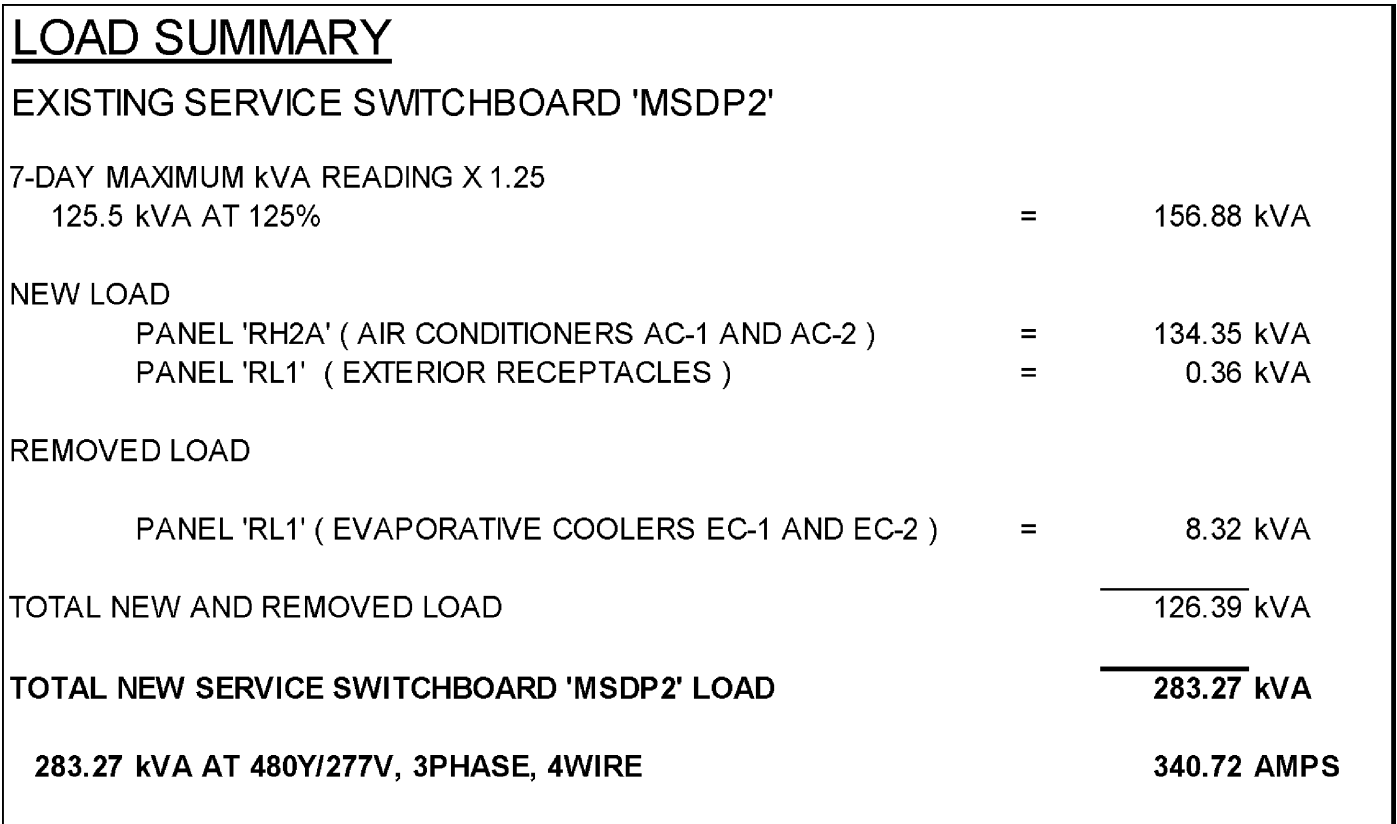 LOAD SUMMARY
EXISTING SERVICE SWITCHBOARD 'MSDP2'
7-DAY MAXIMUM kVA READING X 1.25
125.5 kVA AT 125% = 156.88 kVA
NEW LOAD
PANEL 'RH2A' ( AIR CONDITIONERS AC-1 AND AC-2 ) = 134.35 kVA
PANEL 'RL1' ( EXTERIOR RECEPTACLES ) = 0.36 kVA
REMOVED LOAD
PANEL 'RL1' ( EVAPORATIVE COOLERS EC-1 AND EC-2 ) = 8.32 kVA
TOTAL NEW AND REMOVED LOAD 126.39 kVA
TOTAL NEW SERVICE SWITCHBOARD 'MSDP2' LOAD 283.27 kVA
283.27 kVA AT 480Y/277V, 3PHASE, 4WIRE 340.72 AMPS